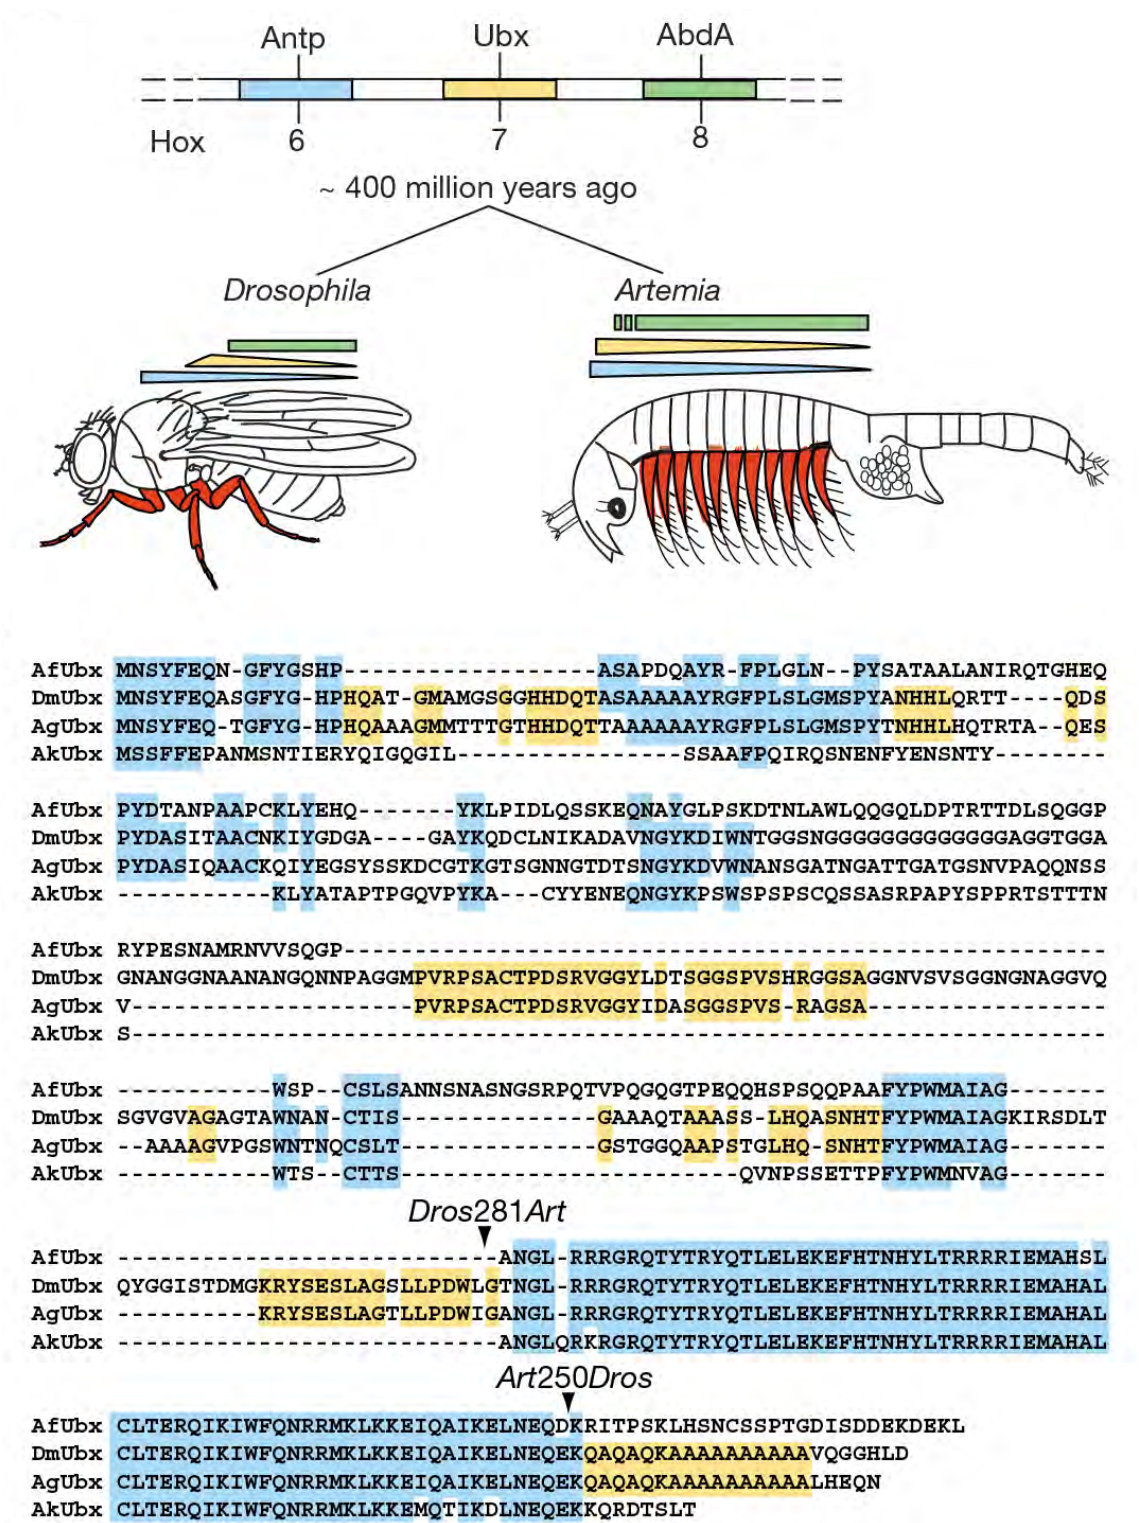 Antp Ubx AbdA
Hox 6 7 8
~ 400 million years ago
Drosophila Artemia
AfUbx MNSYFEQN-GFYGSHP------------------ASAPDQAYR-FPLGLN--PYSATAALANIRQTGHEQ
DmUbx MNSYFEQASGFYG-HPHQAT-GMAMGSGGHHDQTASAAAAAYRGFPLSLGMSPYANHHLQRTT----QDS
AgUbx MNSYFEQ-TGFYG-HPHQAAAGMMTTTGTHHDQTTAAAAAAYRGFPLSLGMSPYTNHHLHQTRTA--QES
AkUbx MSSFFEPANMSNTIERYQIGQGIL----------------SSAAFPQIRQSNENFYENSNTY--------
AfUbx PYDTANPAAPCKLYEHQ-------YKLPIDLQSSKEQNAYGLPSKDTNLAWLQQGQLDPTRTTDLSQGGP
DmUbx PYDASITAACNKIYGDGA----GAYKQDCLNIKADAVNGYKDIWNTGGSNGGGGGGGGGGGGGAGGTGGA
AgUbx PYDASIQAACKQIYEGSYSSKDCGTKGTSGNNGTDTSNGYKDVWNANSGATNGATTGATGSNVPAQQNSS
AkUbx -----------KLYATAPTPGQVPYKA---CYYENEQNGYKPSWSPSPSCQSSASRPAPYSPPRTSTTTN
AfUbx RYPESNAMRNVVSQGP------------------------------------------------------
DmUbx GNANGGNAANANGQNNPAGGMPVRPSACTPDSRVGGYLDTSGGSPVSHRGGSAGGNVSVSGGNGNAGGVQ
AgUbx V--------------------PVRPSACTPDSRVGGYIDASGGSPVS-RAGSA-----------------
AkUbx S---------------------------------------------------------------------
AfUbx -----------WSP--CSLSANNSNASNGSRPQTVPQGQGTPEQQHSPSQQPAAFYPWMAIAG-------
DmUbx SGVGVAGAGTAWNAN-CTIS--------------GAAAQTAAASS-LHQASNHTFYPWMAIAGKIRSDLT
AgUbx --AAAAGVPGSWNTNQCSLT--------------GSTGGQAAPSTGLHQ-SNHTFYPWMAIAG-------
AkUbx -----------WTS--CTTS------------------------QVNPSSETTPFYPWMNVAG-------
Dros281Art
AfUbx ---------------------------ANGL-RRRGRQTYTRYQTLELEKEFHTNHYLTRRRRIEMAHSL
DmUbx QYGGISTDMGKRYSESLAGSLLPDWLGTNGL-RRRGRQTYTRYQTLELEKEFHTNHYLTRRRRIEMAHAL
AgUbx ----------KRYSESLAGTLLPDWIGANGL-RRRGRQTYTRYQTLELEKEFHTNHYLTRRRRIEMAHAL
AkUbx ---------------------------ANGLQRKRGRQTYTRYQTLELEKEFHTNHYLTRRRRIEMAHAL
Art250Dros
AfUbx CLTERQIKIWFQNRRMKLKKEIQAIKELNEQDKRITPSKLHSNCSSPTGDISDDEKDEKL
DmUbx CLTERQIKIWFQNRRMKLKKEIQAIKELNEQEKQAQAQKAAAAAAAAAAVQGGHLD
AgUbx CLTERQIKIWFQNRRMKLKKEIQAIKELNEQEKQAQAQKAAAAAAAAAALHEQN
AkUbx CLTERQIKIWFQNRRMKLKKEMQTIKDLNEQEKKQRDTSLT